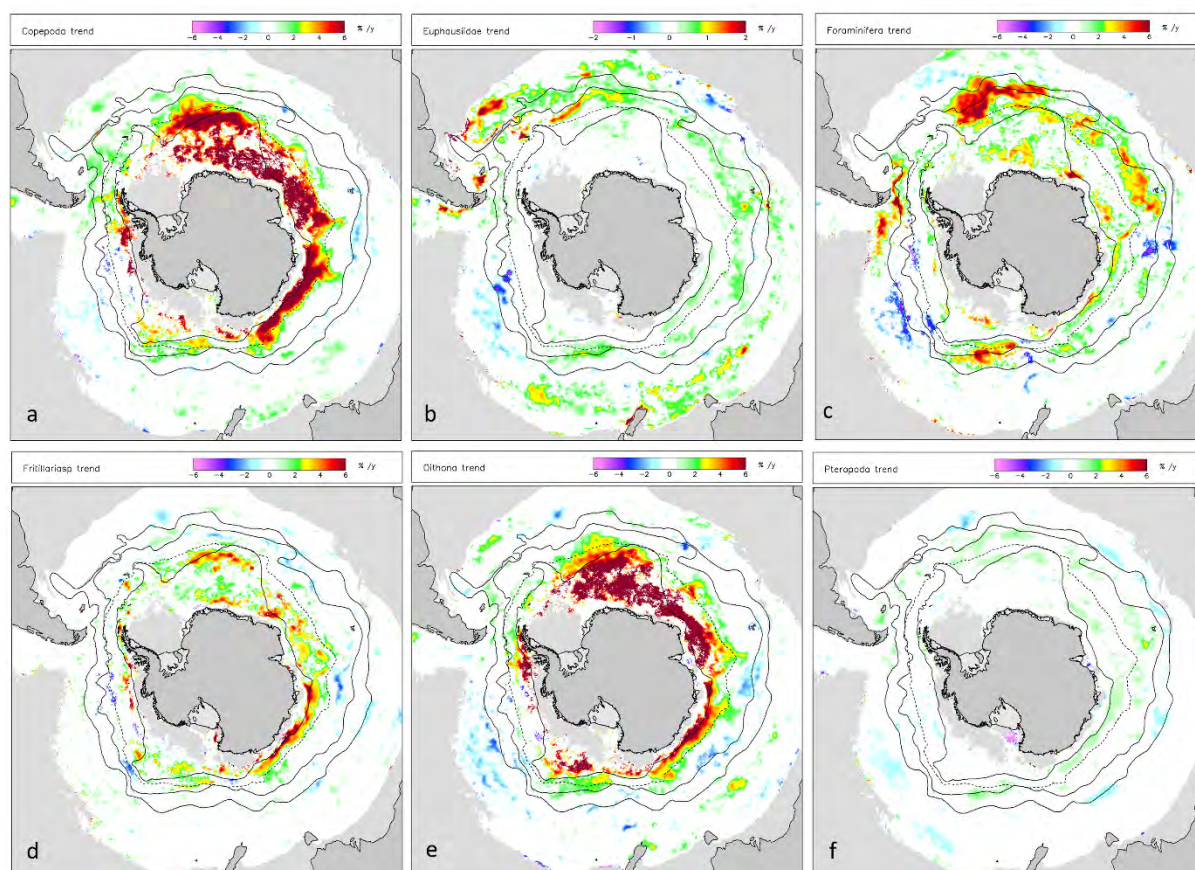 Copepoda trend % /y
-6 -4 -2 0 2 4 6
a
Euphausiidae trend % /y
-2 -1 0 1 2
b
Foraminifera trend % /y
-6 -4 -2 0 2 4 6
c
Fritillariasp trend % /y
-6 -4 -2 0 2 4 6
d
Oithona trend % /y
-6 -4 -2 0 2 4 6
e
Pteropoda trend % /y
-6 -4 -2 0 2 4 6
f